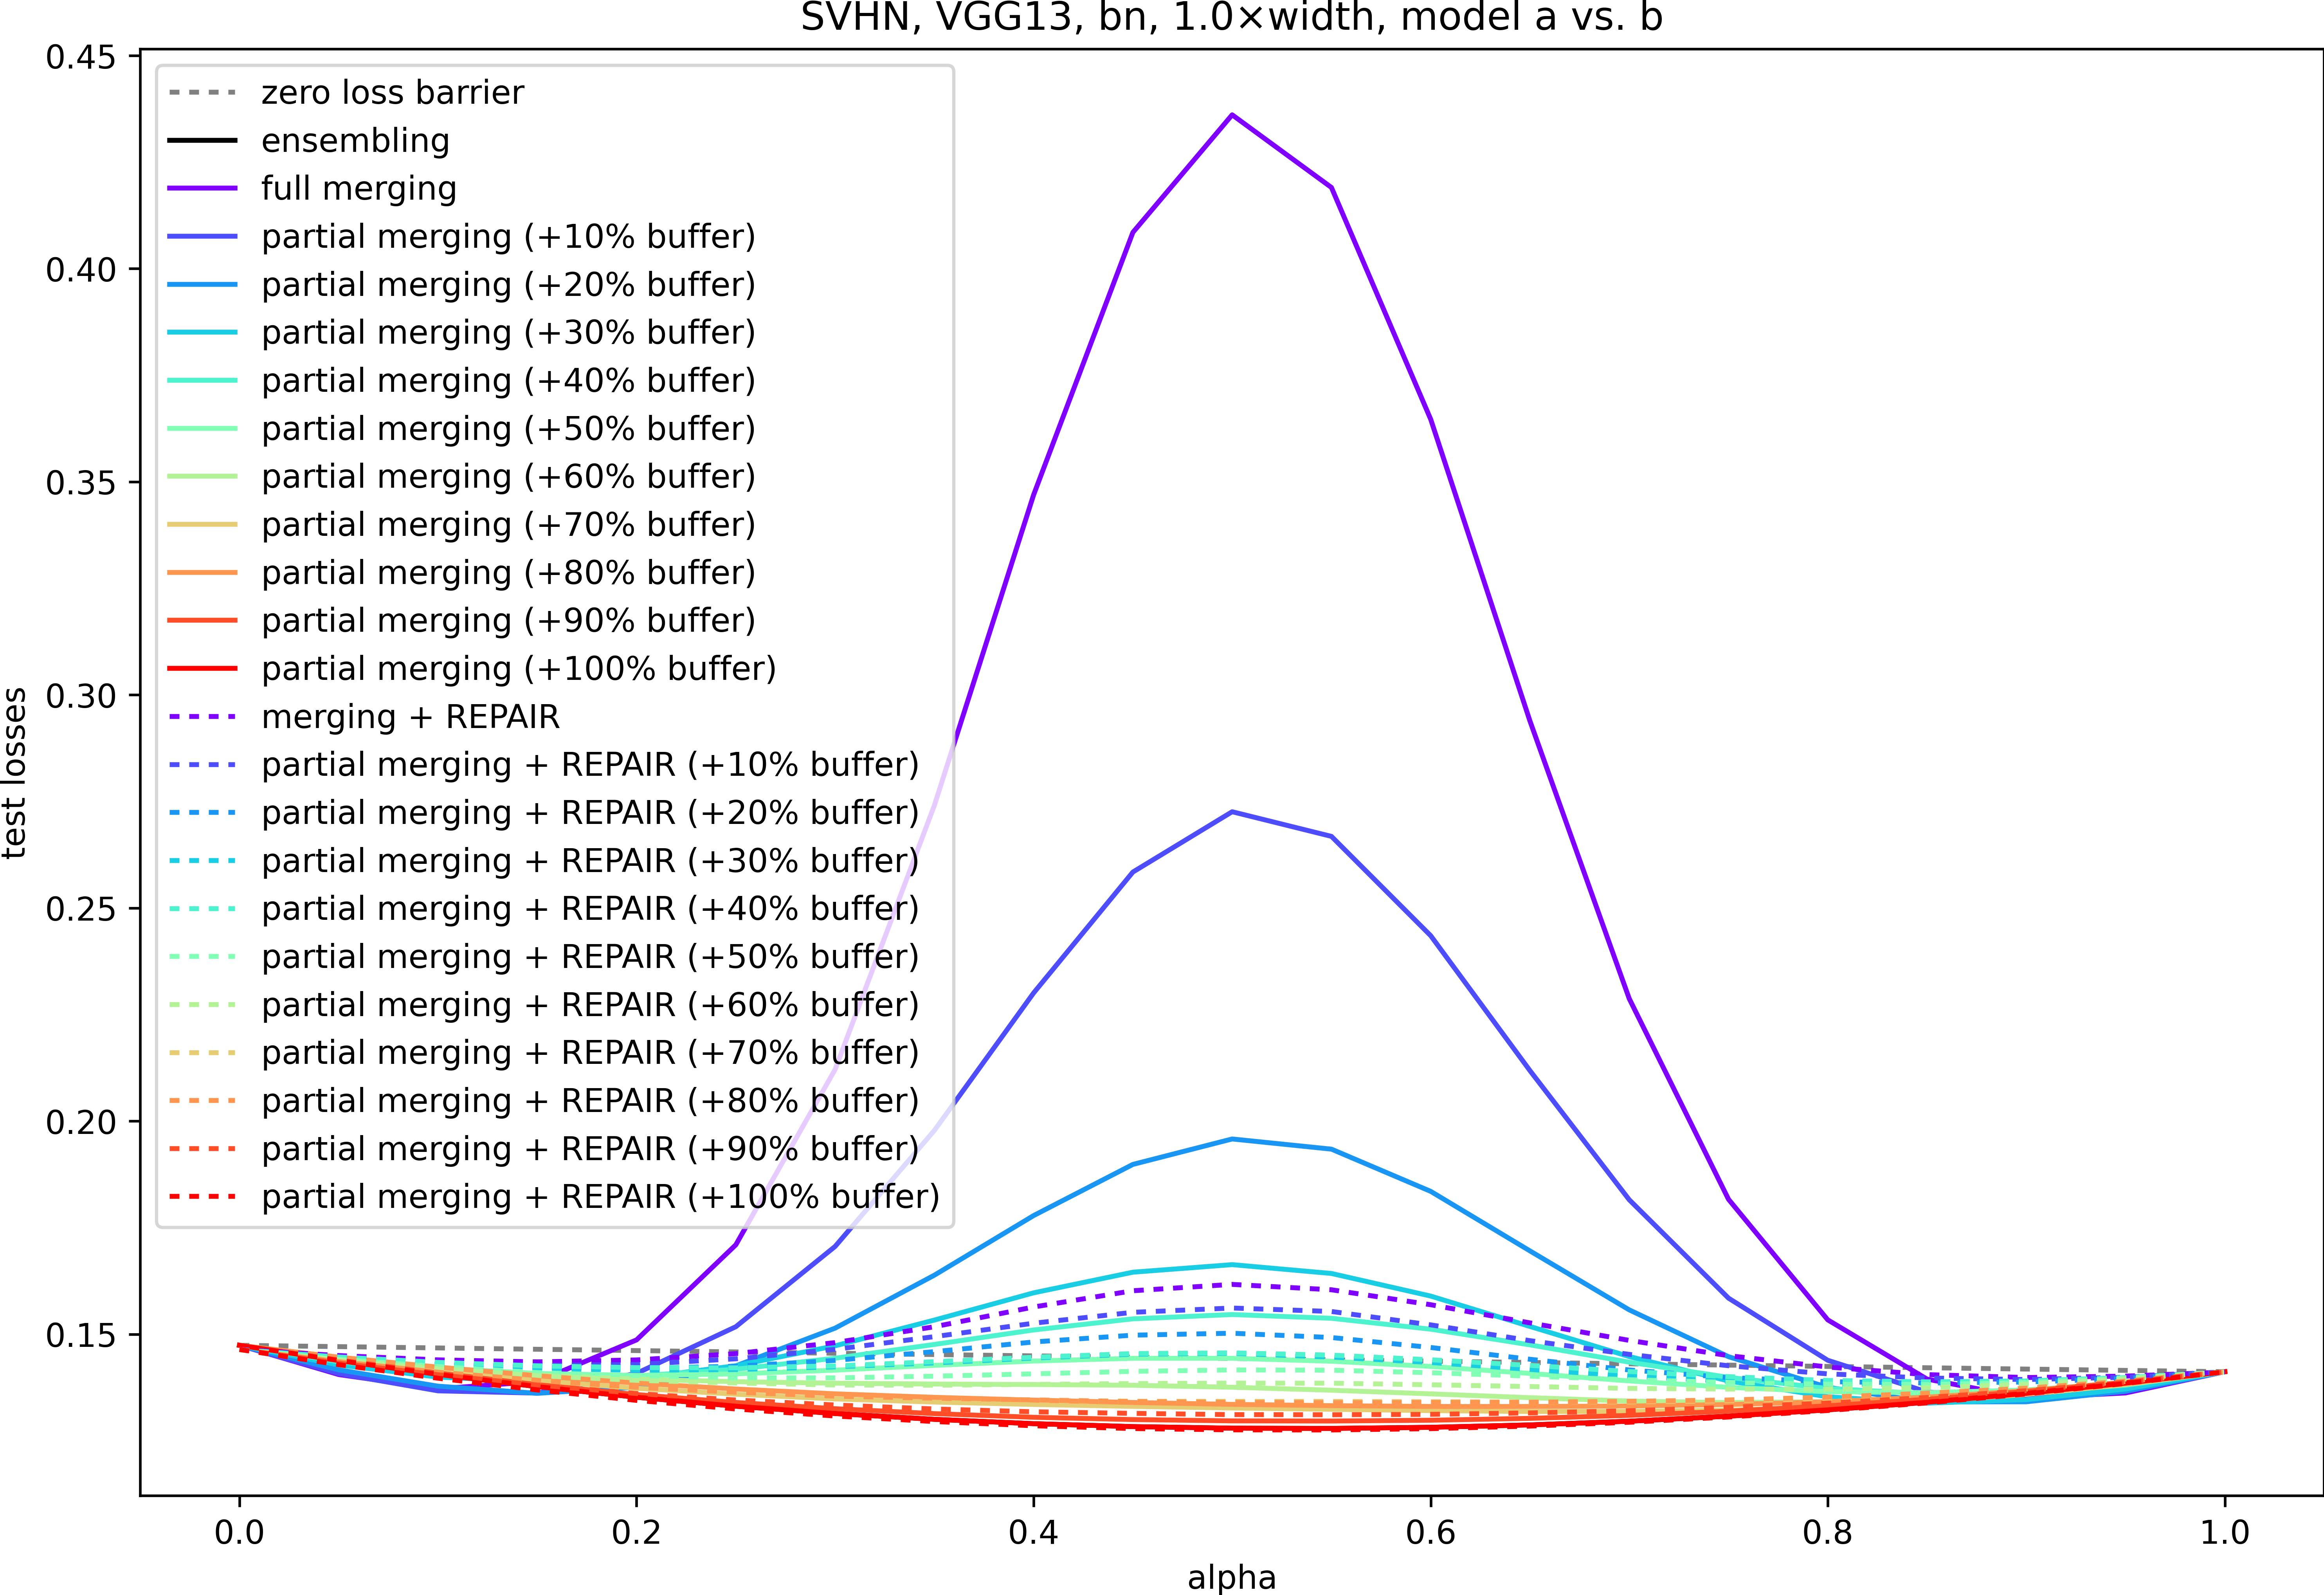 SVHN, VGG13, bn, 1.0×width, model a vs. b
0.45
0.40
0.35
0.30
0.25
0.20
0.15
test losses
zero loss barrier
ensembling
full merging
partial merging (+10% buffer)
partial merging (+20% buffer)
partial merging (+30% buffer)
partial merging (+40% buffer)
partial merging (+50% buffer)
partial merging (+60% buffer)
partial merging (+70% buffer)
partial merging (+80% buffer)
partial merging (+90% buffer)
partial merging (+100% buffer)
merging + REPAIR
partial merging + REPAIR (+10% buffer)
partial merging + REPAIR (+20% buffer)
partial merging + REPAIR (+30% buffer)
partial merging + REPAIR (+40% buffer)
partial merging + REPAIR (+50% buffer)
partial merging + REPAIR (+60% buffer)
partial merging + REPAIR (+70% buffer)
partial merging + REPAIR (+80% buffer)
partial merging + REPAIR (+90% buffer)
partial merging + REPAIR (+100% buffer)
0.0 0.2 0.4 0.6 0.8 1.0
alpha